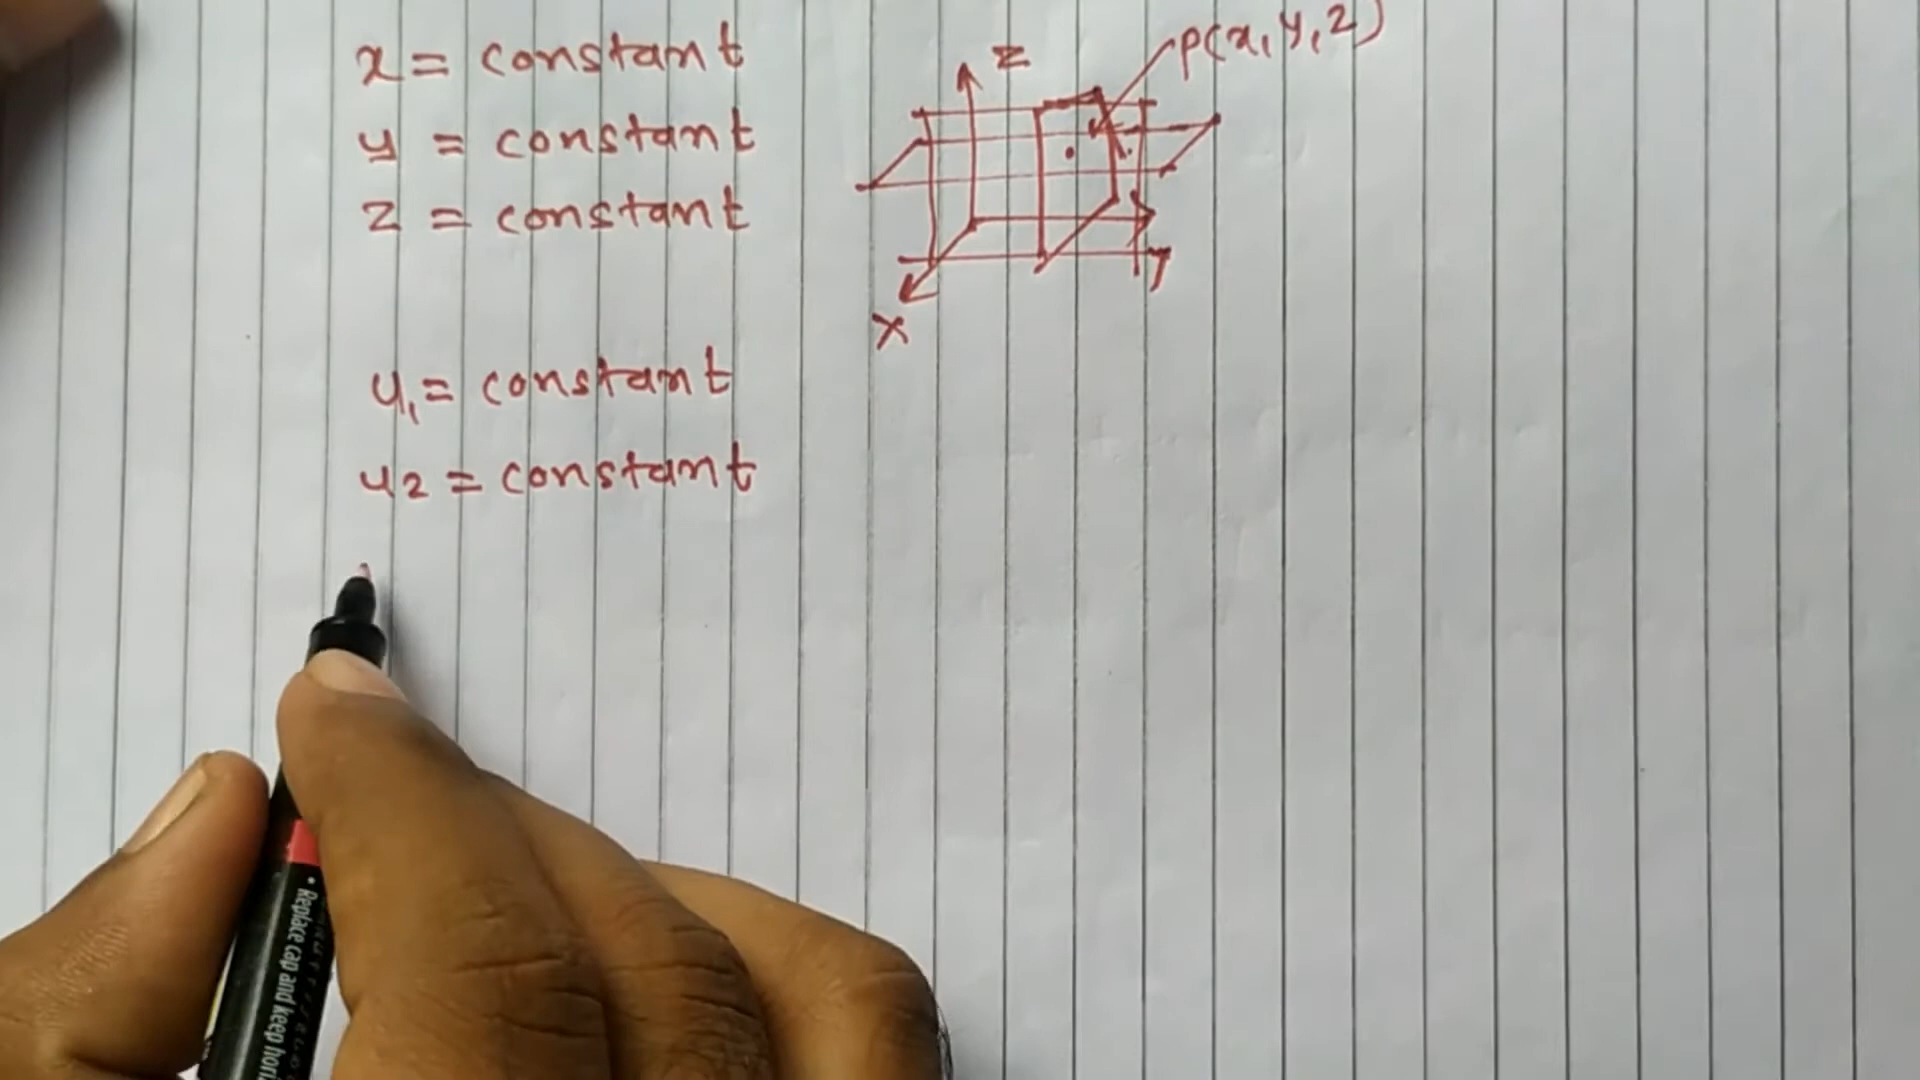 x = constant
y = constant
z = constant
u1 = constant
u2 = constant
z
P(x, y, z)
y
x
Replace cap and keep hori